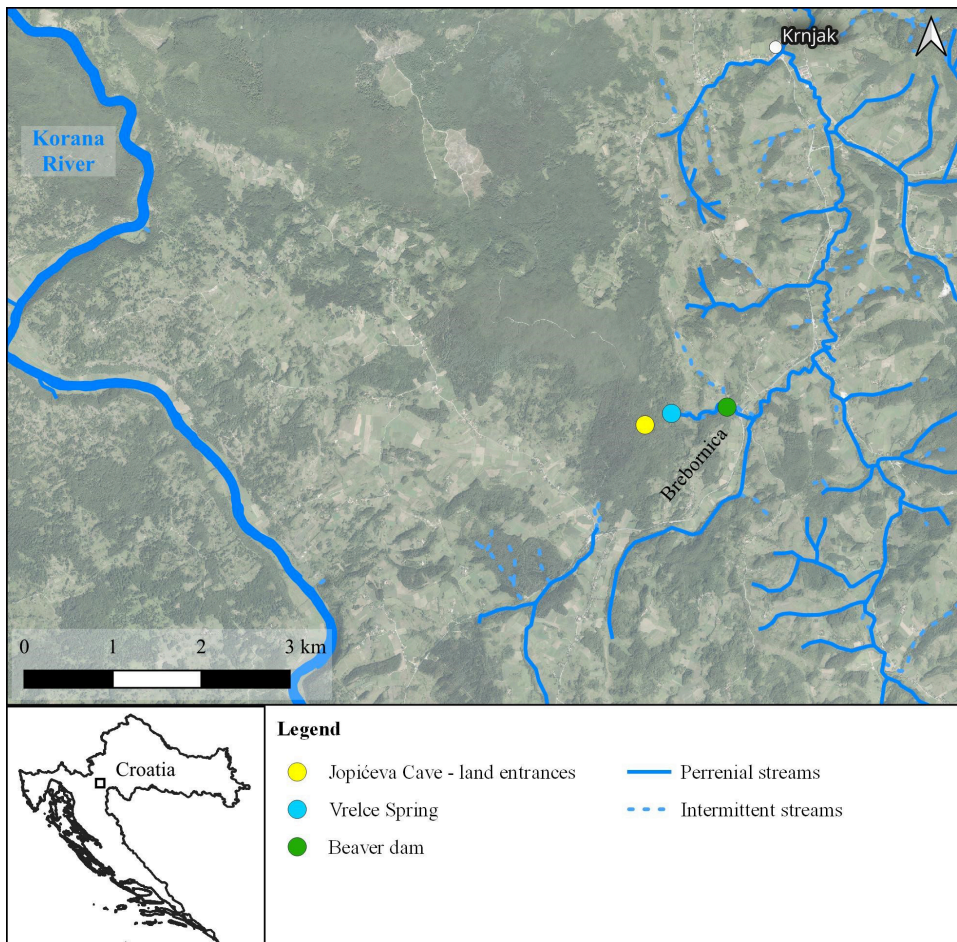 Krnjak
Korana
River
Brebornica
0 1 2 3 km
Croatia
Legend
Jopićeva Cave - land entrances
Vrelce Spring
Beaver dam
Perrenial streams
Intermittent streams